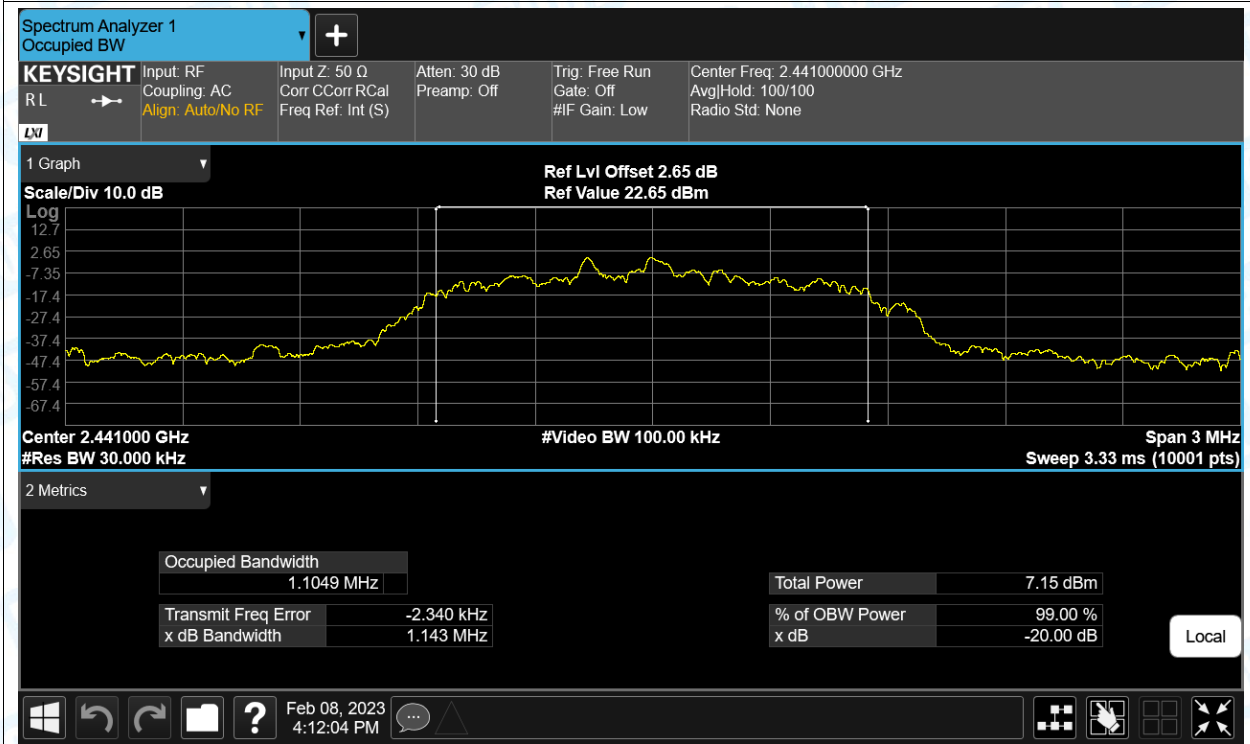 Spectrum Analyzer 1
Occupied BW
KEYSIGHT
R L
LXI
Input: RF
Coupling: AC
Align: Auto/No RF
Input Z: 50 Ω
Corr CCorr RCal
Freq Ref: Int (S)
Atten: 30 dB
Preamp: Off
Trig: Free Run
Gate: Off
#IF Gain: Low
Center Freq: 2.441000000 GHz
Avg|Hold: 100/100
Radio Std: None
1 Graph
Scale/Div 10.0 dB
Ref Lvl Offset 2.65 dB
Ref Value 22.65 dBm
Log
12.7
2.65
-7.35
-17.4
-27.4
-37.4
-47.4
-57.4
-67.4
Center 2.441000 GHz
#Video BW 100.00 kHz
Span 3 MHz
#Res BW 30.000 kHz
Sweep 3.33 ms (10001 pts)
2 Metrics
Occupied Bandwidth
1.1049 MHz
Total Power 7.15 dBm
Transmit Freq Error -2.340 kHz
% of OBW Power 99.00 %
x dB Bandwidth 1.143 MHz
x dB -20.00 dB
Local
?
Feb 08, 2023
4:12:04 PM